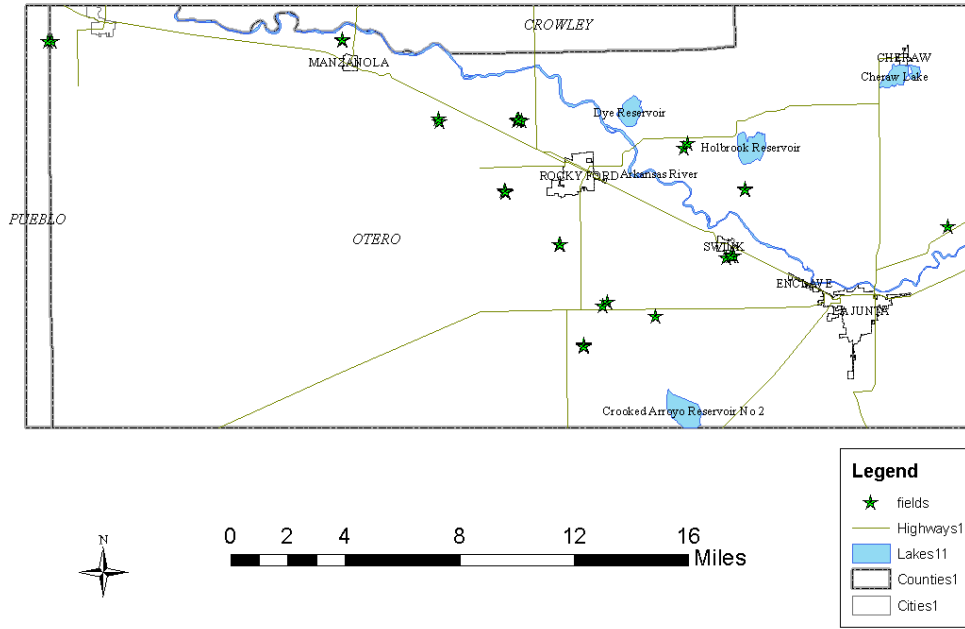 CROWLEY
MANZANOLA
CHERAW
Cheraw Lake
Dye Reservoir
Holbrook Reservoir
ROCKY FORD
Arkansas River
PUEBLO
OTERO
SWINK
ENCLAVE
LA JUNTA
Crooked Arroyo Reservoir No 2
Legend
fields
Highways1
Lakes11
Counties1
Cities1
N
0 2 4 8 12 16
Miles